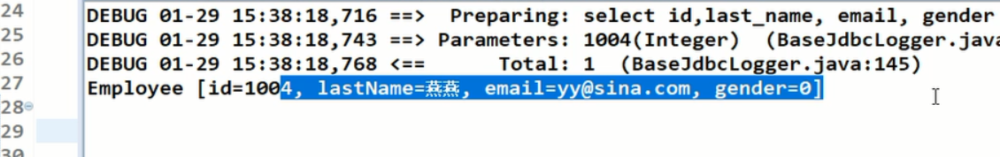 24 DEBUG 01-29 15:38:18,716 ==>  Preparing: select id,last_name, email, gender
25 DEBUG 01-29 15:38:18,743 ==> Parameters: 1004(Integer)  (BaseJdbcLogger.java
26 DEBUG 01-29 15:38:18,768 <==      Total: 1  (BaseJdbcLogger.java:145)
27 Employee [id=1004, lastName=燕燕, email=yy@sina.com, gender=0]
28
29
30